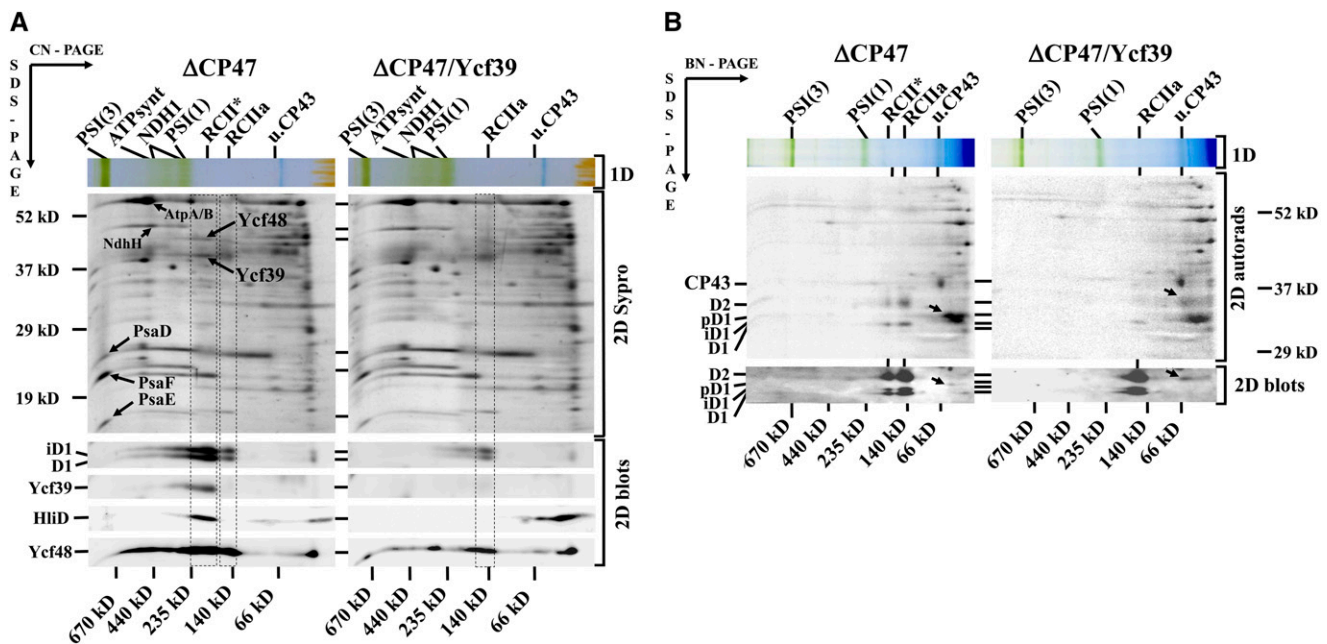 A
CN - PAGE
SDS-PAGE
ΔCP47
PSI(3)
ATPsynt
NDH1
PSI(1)
RCII*
RCIIa
u.CP43
ΔCP47/Ycf39
PSI(3)
ATPsynt
NDH1
PSI(1)
RCIIa
u.CP43
1D
52 kD
37 kD
29 kD
19 kD
AtpA/B
NdhH
Ycf48
Ycf39
PsaD
PsaF
PsaE
2D Sypro
iD1
D1
Ycf39
HliD
Ycf48
2D blots
670 kD
440 kD
235 kD
140 kD
66 kD
670 kD
440 kD
235 kD
140 kD
66 kD
B
BN - PAGE
SDS-PAGE
ΔCP47
PSI(3)
PSI(1)
RCII*
RCIIa
u.CP43
ΔCP47/Ycf39
PSI(3)
PSI(1)
RCIIa
u.CP43
1D
CP43
D2
pD1
iD1
D1
52 kD
37 kD
29 kD
2D autorads
D2
pD1
iD1
D1
2D blots
670 kD
440 kD
235 kD
140 kD
66 kD
670 kD
440 kD
235 kD
140 kD
66 kD